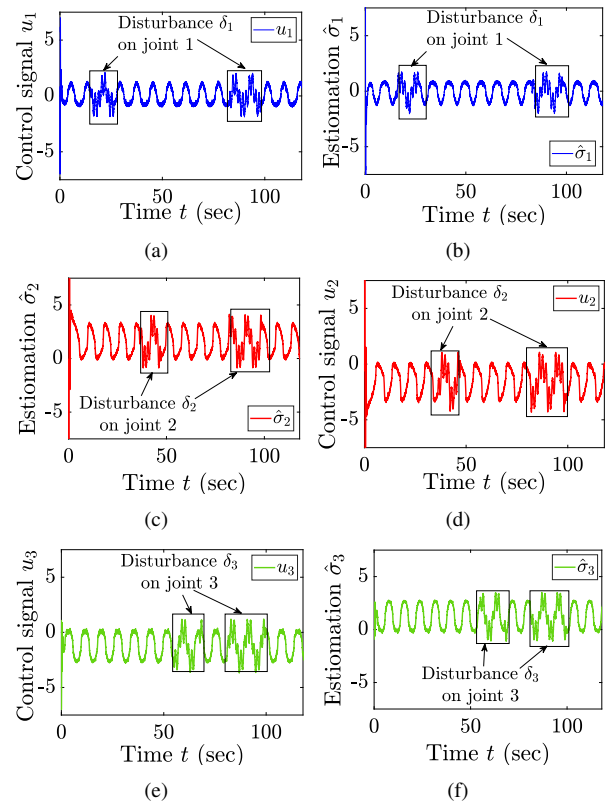 Disturbance δ₁
on joint 1
u₁
Control signal u₁
5
0
-5
0
50
100
Time t (sec)
(a)
Disturbance δ₁
on joint 1
σ̂₁
Estiomation σ̂₁
5
0
-5
0
50
100
Time t (sec)
(b)
Estiomation σ̂₂
5
0
-5
Disturbance δ₂
on joint 2
σ̂₂
0
50
100
Time t (sec)
(c)
Disturbance δ₂
on joint 2
u₂
Control signal u₂
5
0
-5
0
50
100
Time t (sec)
(d)
Disturbance δ₃
on joint 3
u₃
Control signal u₃
5
0
-5
0
50
100
Time t (sec)
(e)
σ̂₃
Estiomation σ̂₃
5
0
-5
Disturbance δ₃
on joint 3
0
50
100
Time t (sec)
(f)